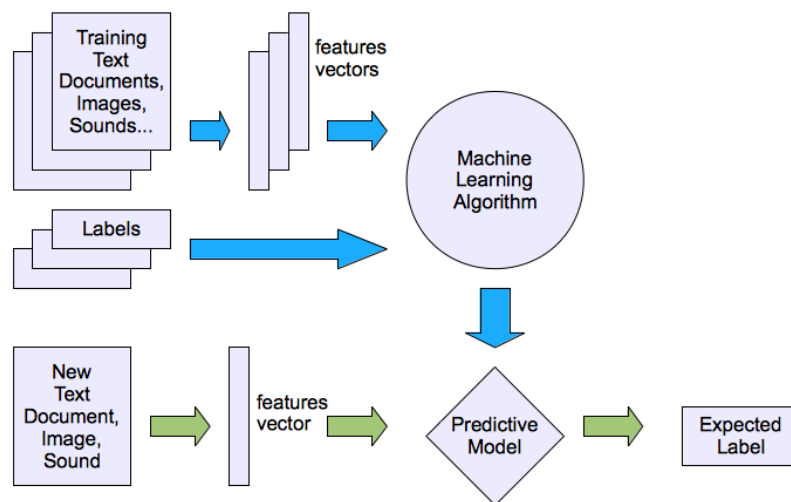 Training
Text
Documents,
Images,
Sounds...
features
vectors
Machine
Learning
Algorithm
Labels
New
Text
Document,
Image,
Sound
features
vector
Predictive
Model
Expected
Label